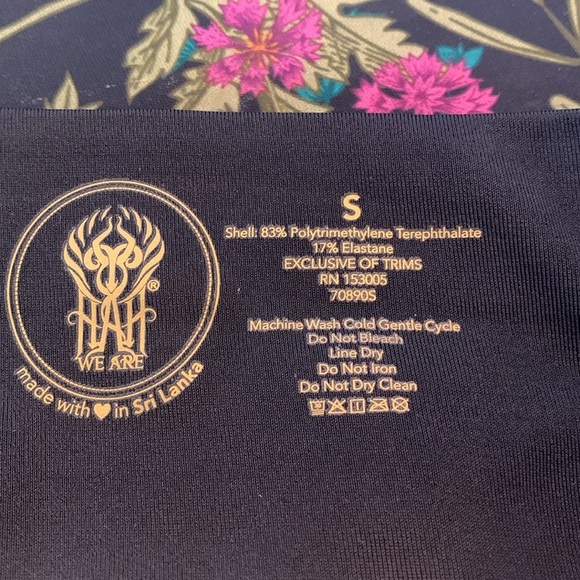 HAH®
WE ARE
made with ♥ in Sri Lanka
S
Shell: 83% Polytrimethylene Terephthalate
17% Elastane
EXCLUSIVE OF TRIMS
RN 153005
70890S
Machine Wash Cold Gentle Cycle
Do Not Bleach
Line Dry
Do Not Iron
Do Not Dry Clean